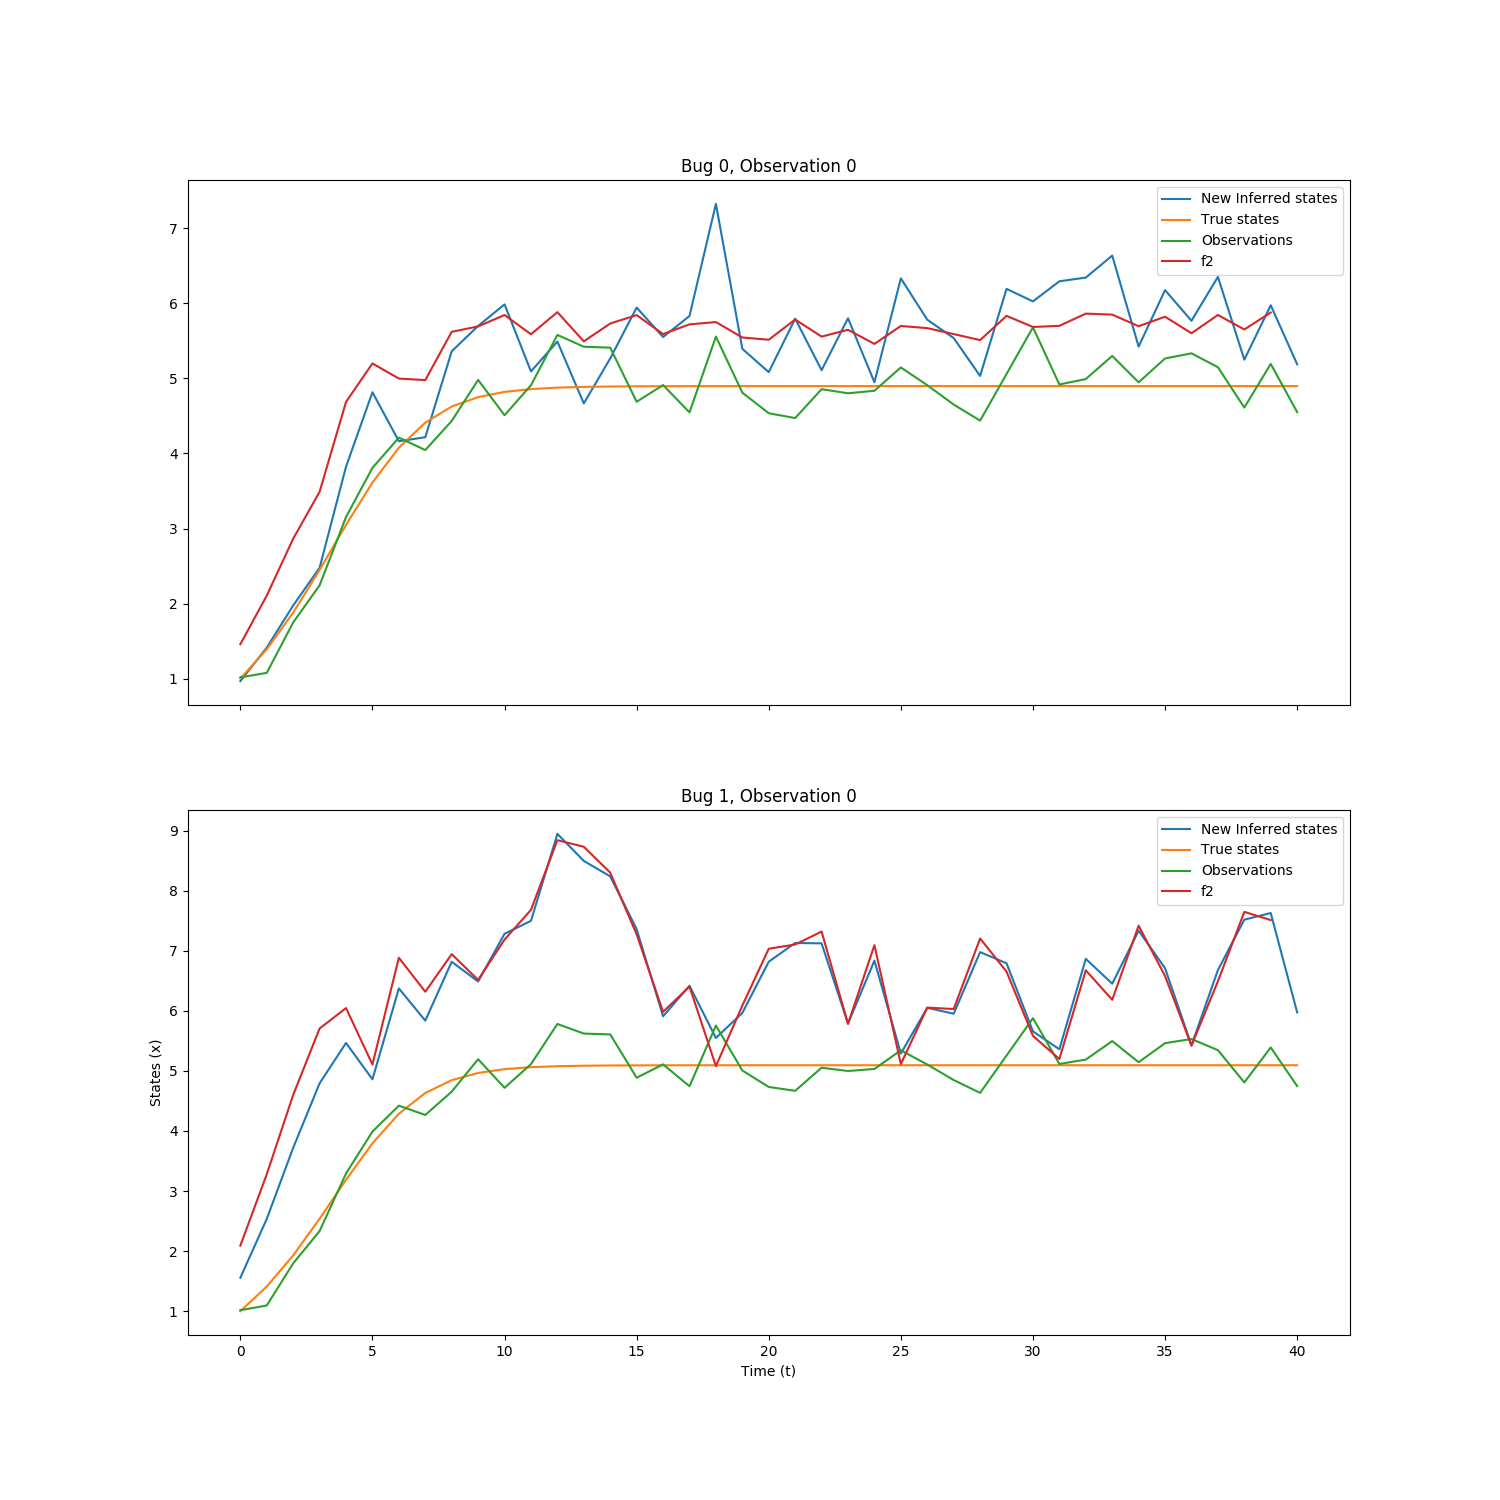 Bug 0, Observation 0
New Inferred states
True states
Observations
f2
7
6
5
4
3
2
1
Bug 1, Observation 0
New Inferred states
True states
Observations
f2
9
8
7
6
5
4
3
2
1
States (x)
0 5 10 15 20 25 30 35 40
Time (t)